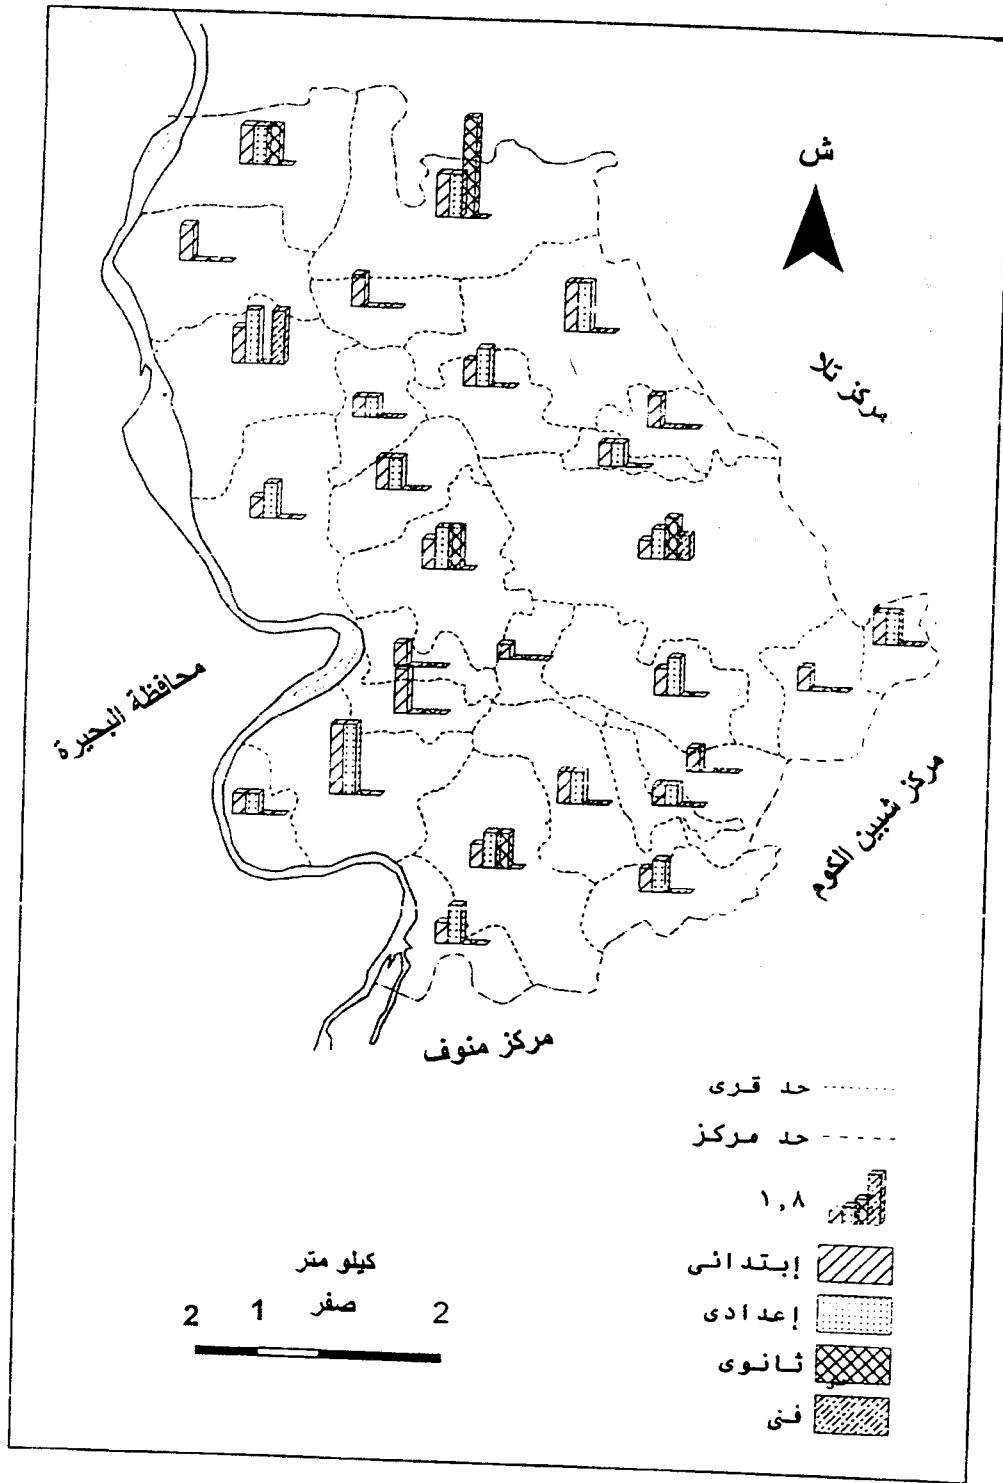 ش
مركز تلا
محافظة البحيرة
مركز شبين الكوم
مركز منوف
حد قرى
حد مركز
١,٨
إبتدائى
إعدادى
ثانوى
فنى
كيلو متر
2 1 صفر 2